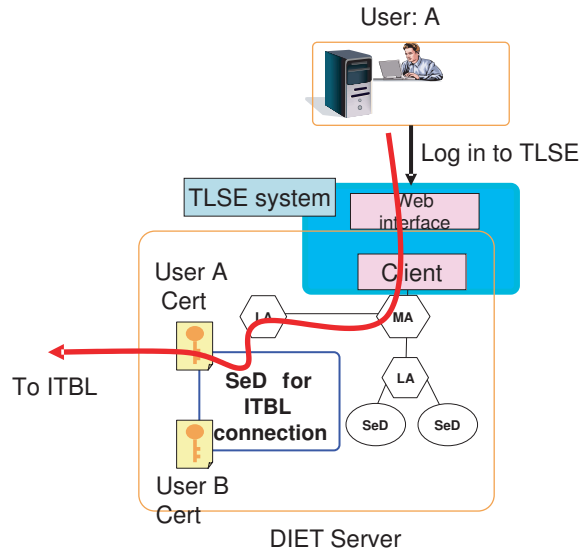 User: A
Log in to TLSE
TLSE system
Web
interface
Client
User A
Cert
LA
MA
To ITBL
SeD for
ITBL
connection
LA
SeD
SeD
User B
Cert
DIET Server